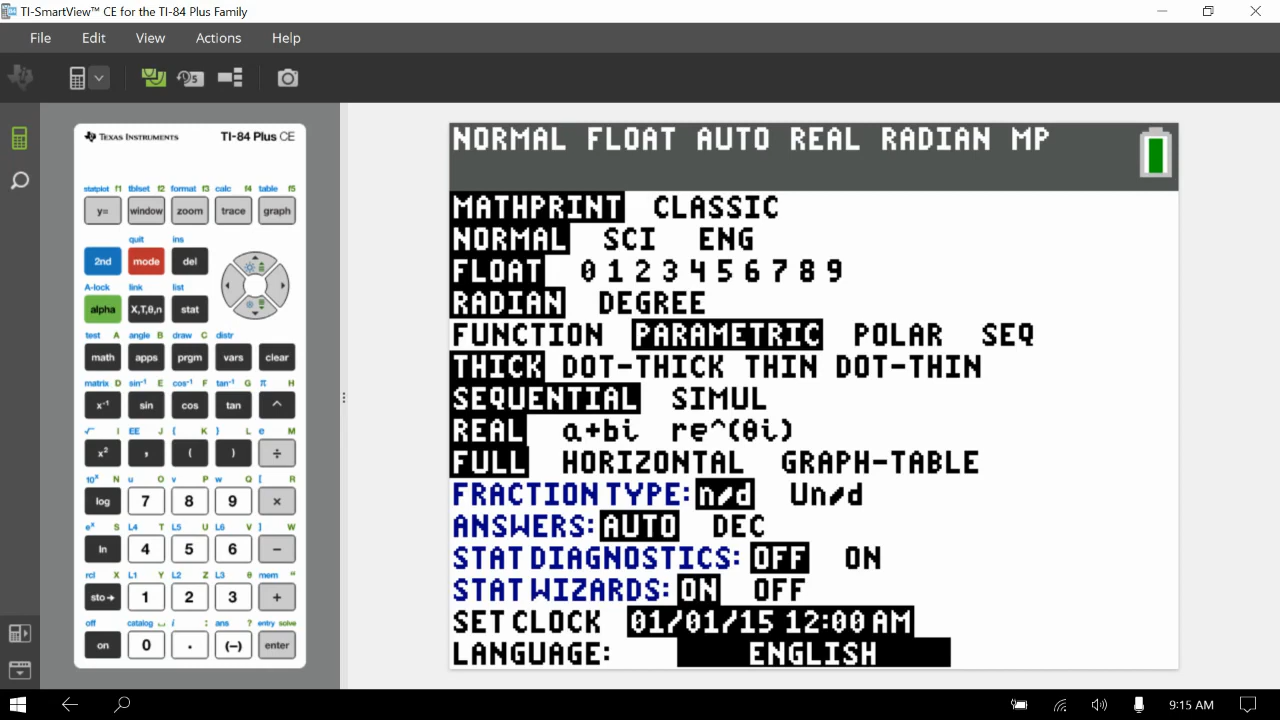 TI-SmartView™ CE for the TI-84 Plus Family
File Edit View Actions Help
TEXAS INSTRUMENTS TI-84 Plus CE
statplot f1 tblset f2 format f3 calc f4 table f5
y= window zoom trace graph
quit ins
2nd mode del
A-lock link list
alpha X,T,θ,n stat
test A angle B draw C distr
math apps prgm vars clear
matrix D sin⁻¹ E cos⁻¹ F tan⁻¹ G π H
x⁻¹ sin cos tan ^
√ I EE J { K } L e M
x² , ( ) ÷
10ˣ N u O v P w Q [ R
log 7 8 9 ×
eˣ S L4 T L5 U L6 V ] W
ln 4 5 6 −
rcl X L1 Y L2 Z L3 θ mem "
sto→ 1 2 3 +
off catalog ⎵ i : ans ? entry solve
on 0 . (−) enter
NORMAL FLOAT AUTO REAL RADIAN MP
MATHPRINT CLASSIC
NORMAL SCI ENG
FLOAT 0 1 2 3 4 5 6 7 8 9
RADIAN DEGREE
FUNCTION PARAMETRIC POLAR SEQ
THICK DOT-THICK THIN DOT-THIN
SEQUENTIAL SIMUL
REAL a+bi re^(θi)
FULL HORIZONTAL GRAPH-TABLE
FRACTION TYPE: n/d Un/d
ANSWERS: AUTO DEC
STAT DIAGNOSTICS: OFF ON
STAT WIZARDS: ON OFF
SET CLOCK 01/01/15 12:00 AM
LANGUAGE: ENGLISH
9:15 AM